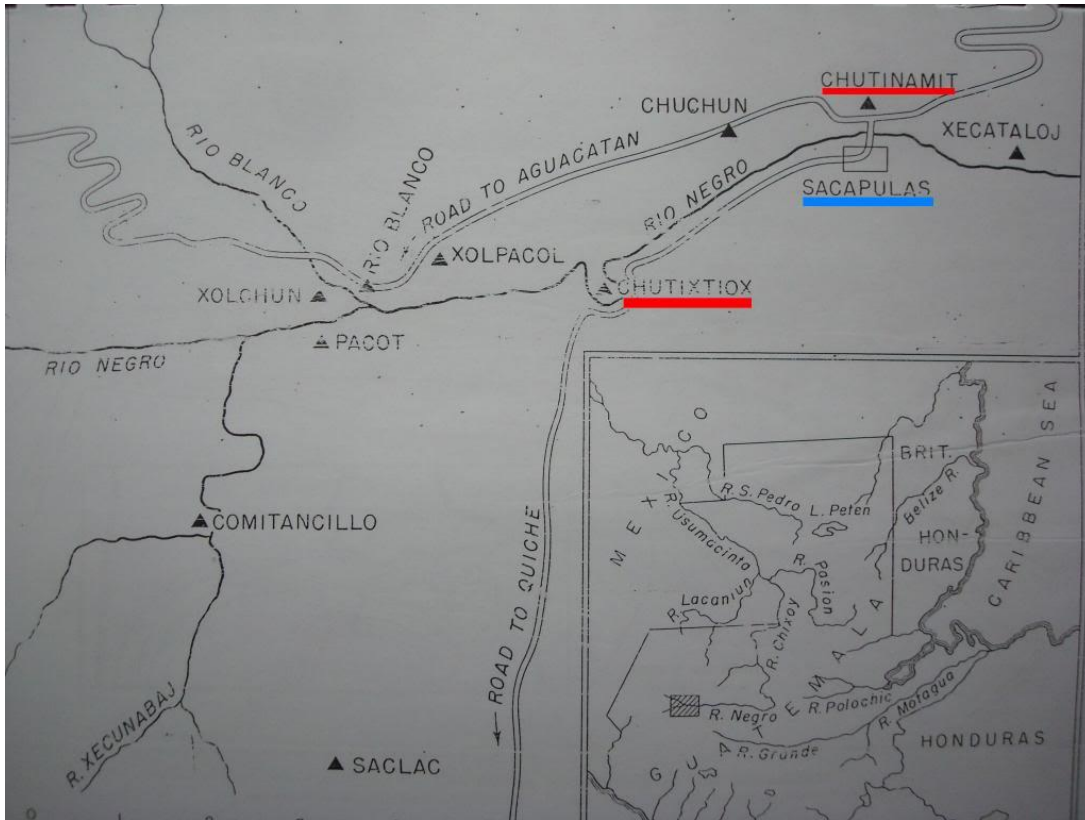 CHUTINAMIT
CHUCHUN
XECATALOJ
RIO BLANCO
RIO BLANCO
ROAD TO AGUACATAN
RIO NEGRO
SACAPULAS
XOLPACOL
XOLCHUN
CHUTIXTIOX
PACOT
RIO NEGRO
COMITANCILLO
ROAD TO QUICHE
R. XECUNABAJ
SACLAC
MEXICO
BRIT.
HON-
DURAS
CARIBBEAN SEA
R. S. Pedro
L. Peten
Belize R.
R. Usumacinta
R. Pasion
R. Lacantun
R. Chixoy
GUATEMALA
R. Negro
R. Polochic
R. Motagua
R. Grande
HONDURAS